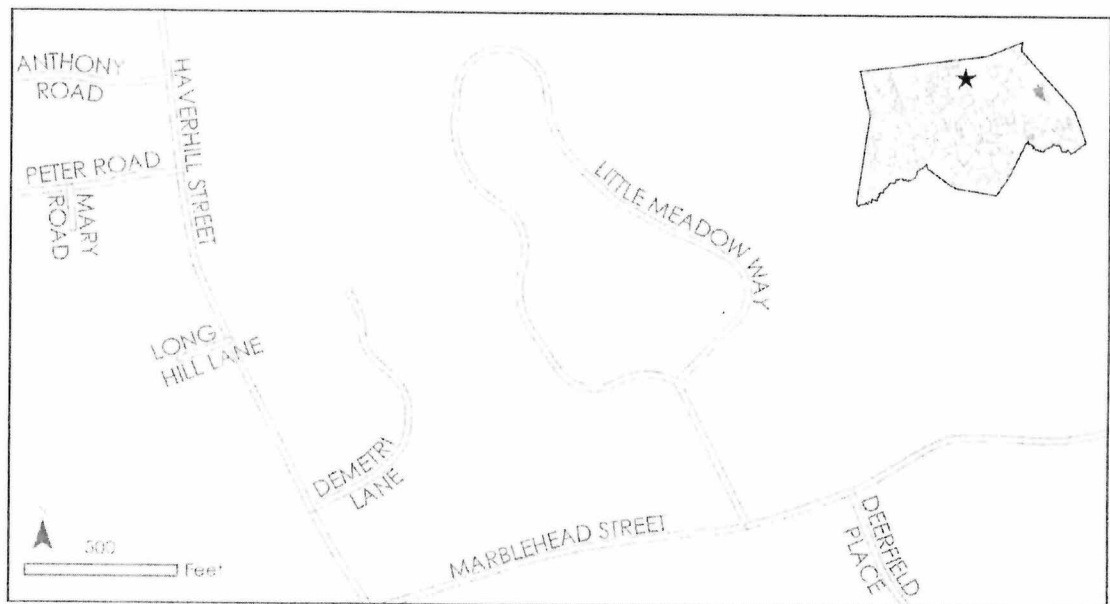 ANTHONY
ROAD
HAVERHILL STREET
PETER ROAD
MARY
ROAD
LITTLE MEADOW WAY
LONG
HILL LANE
DEMETRI
LANE
MARBLEHEAD STREET
DEERFIELD
PLACE
300
Feet